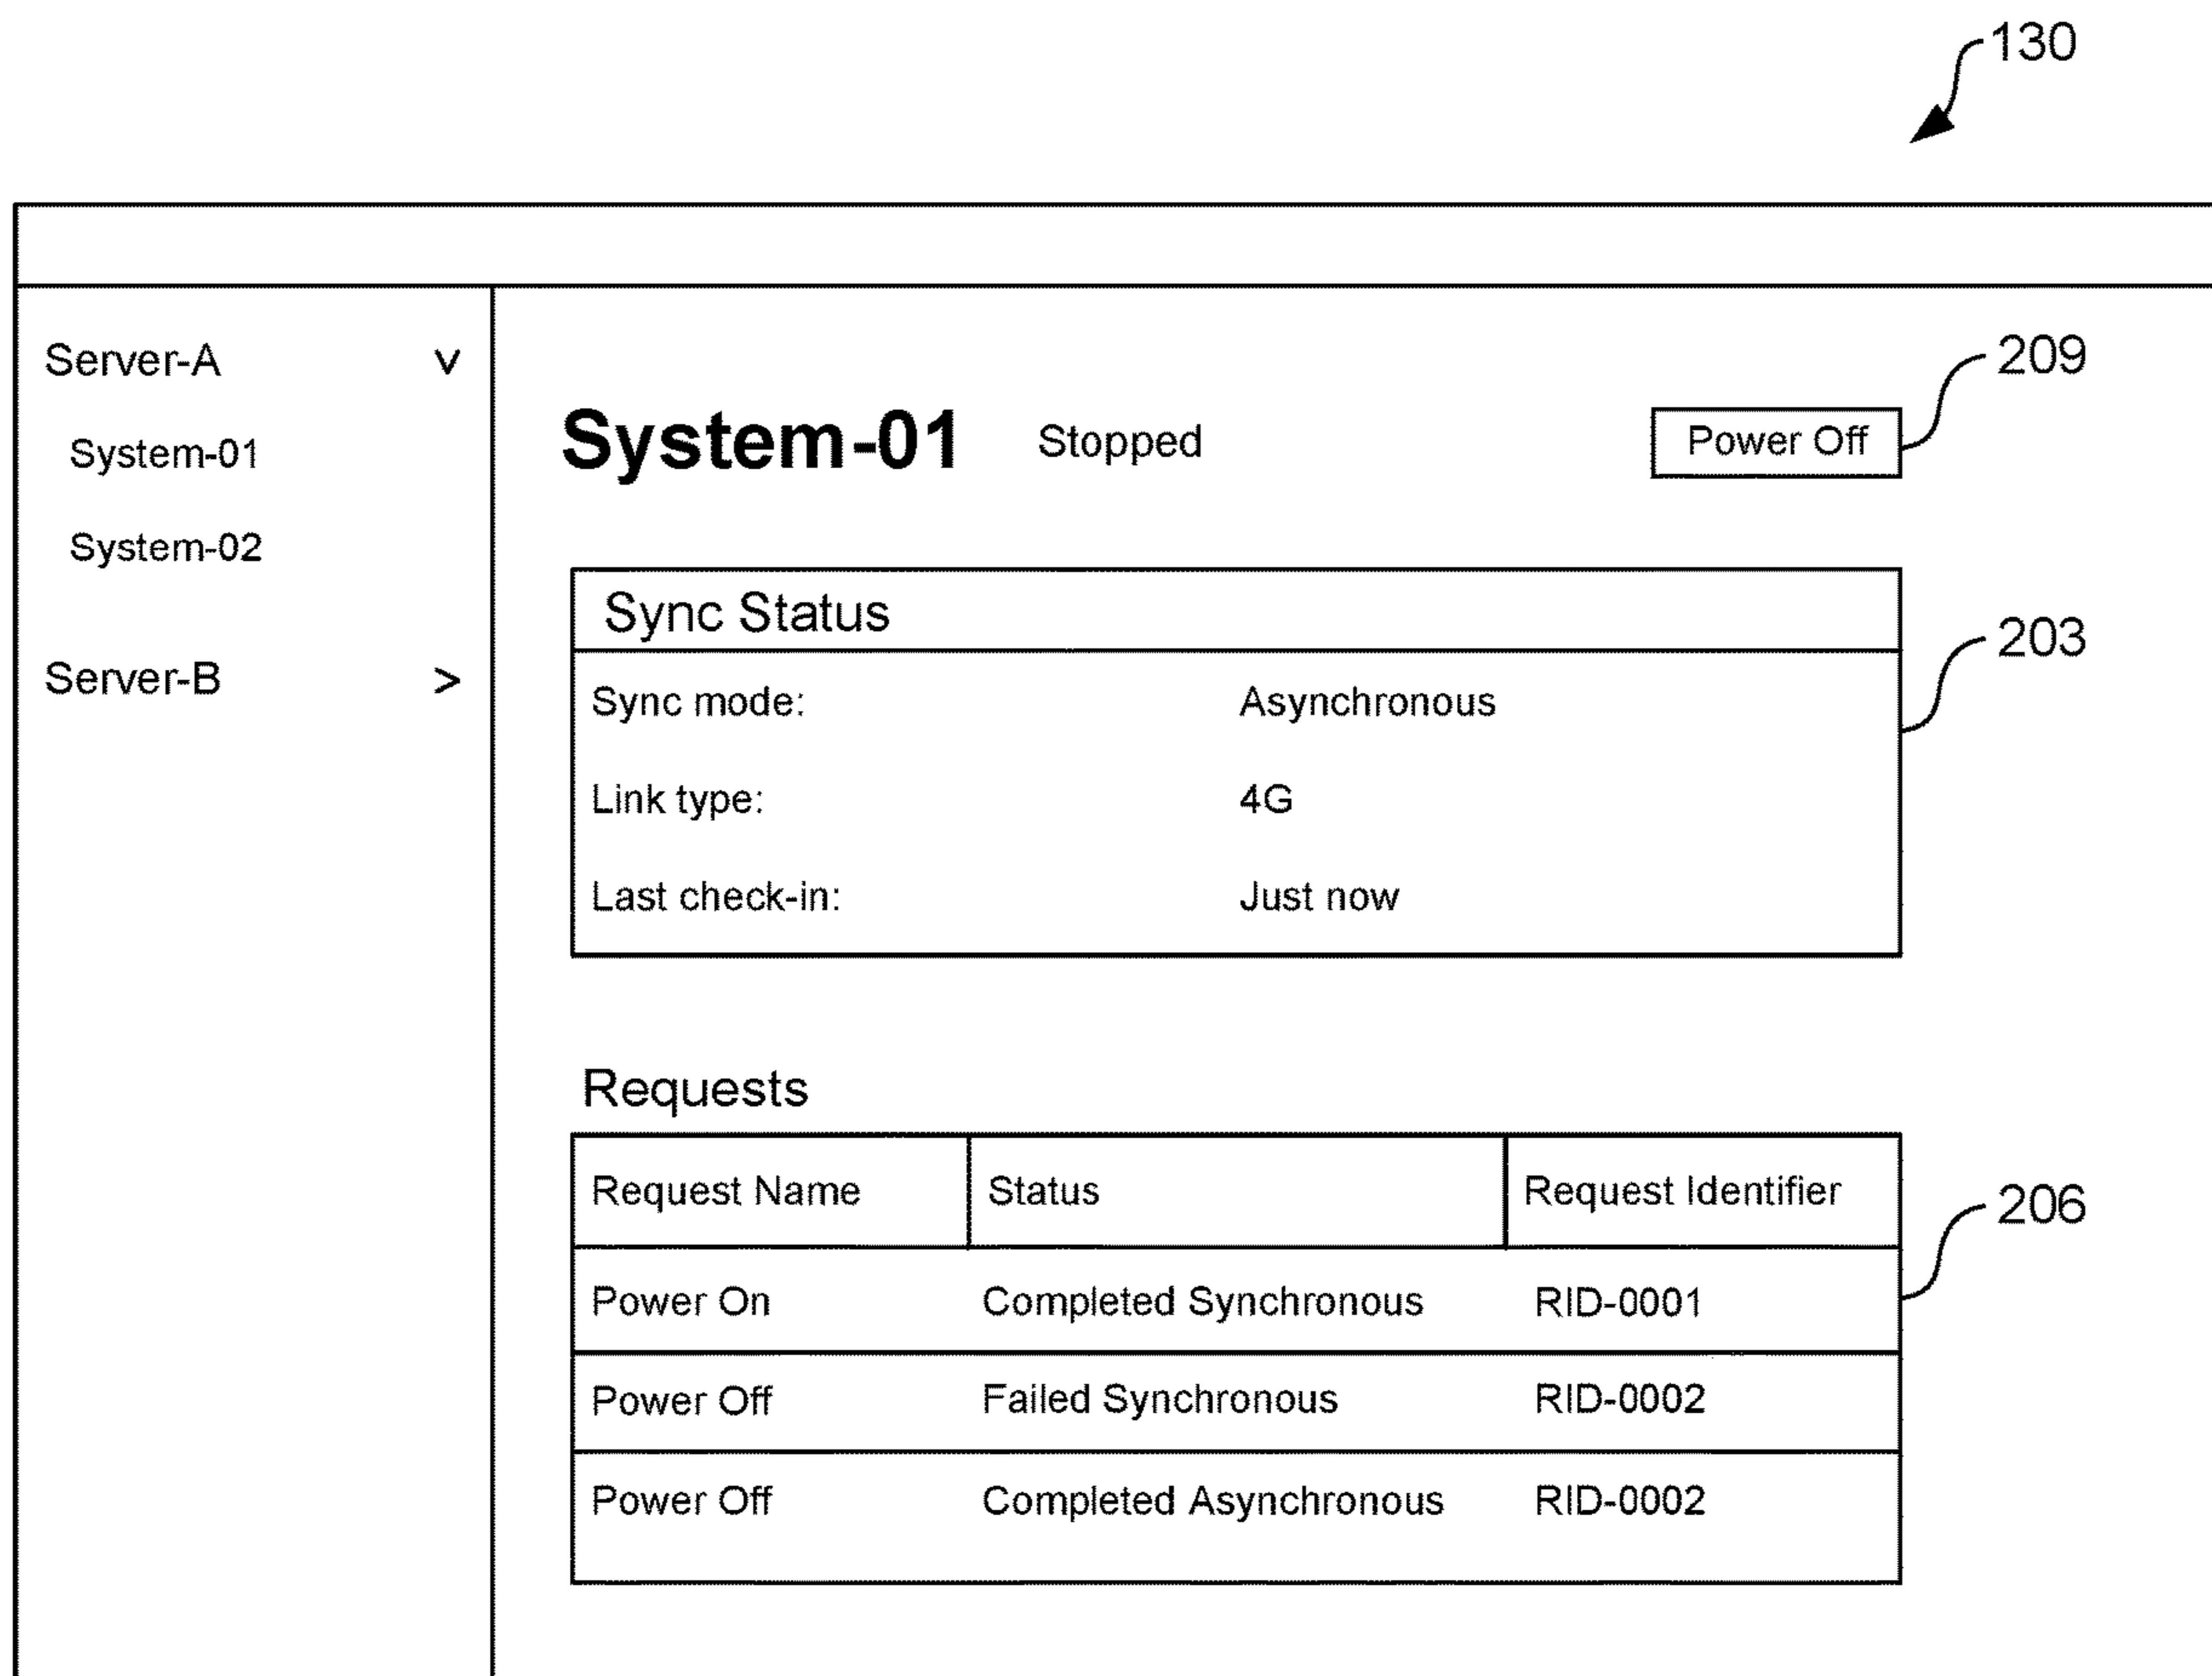 130
Server-A v
System-01
System-02
Server-B >
System-01 Stopped Power Off 209
Sync Status
203
Sync mode: Asynchronous
Link type: 4G
Last check-in: Just now
Requests
Request Name Status Request Identifier
206
Power On Completed Synchronous RID-0001
Power Off Failed Synchronous RID-0002
Power Off Completed Asynchronous RID-0002